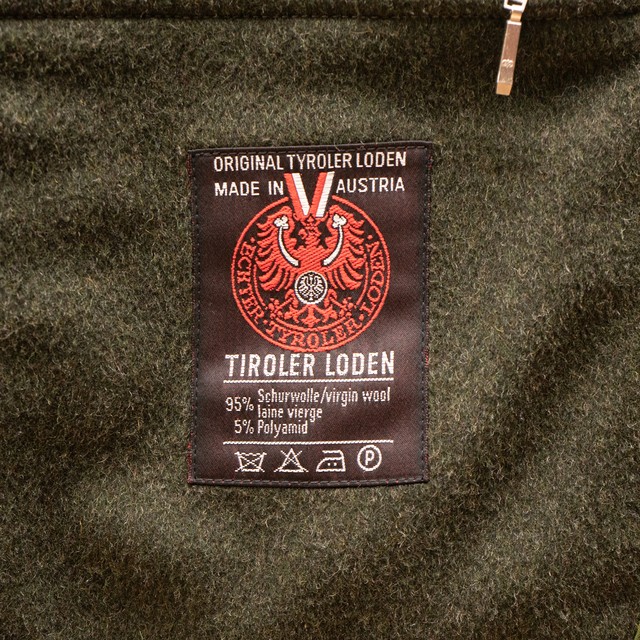 ORIGINAL TYROLER LODEN
MADE IN AUSTRIA
·ECHTER·TYROLER·LODEN·
TIROLER LODEN
95% Schurwolle/virgin wool
laine vierge
5% Polyamid
P